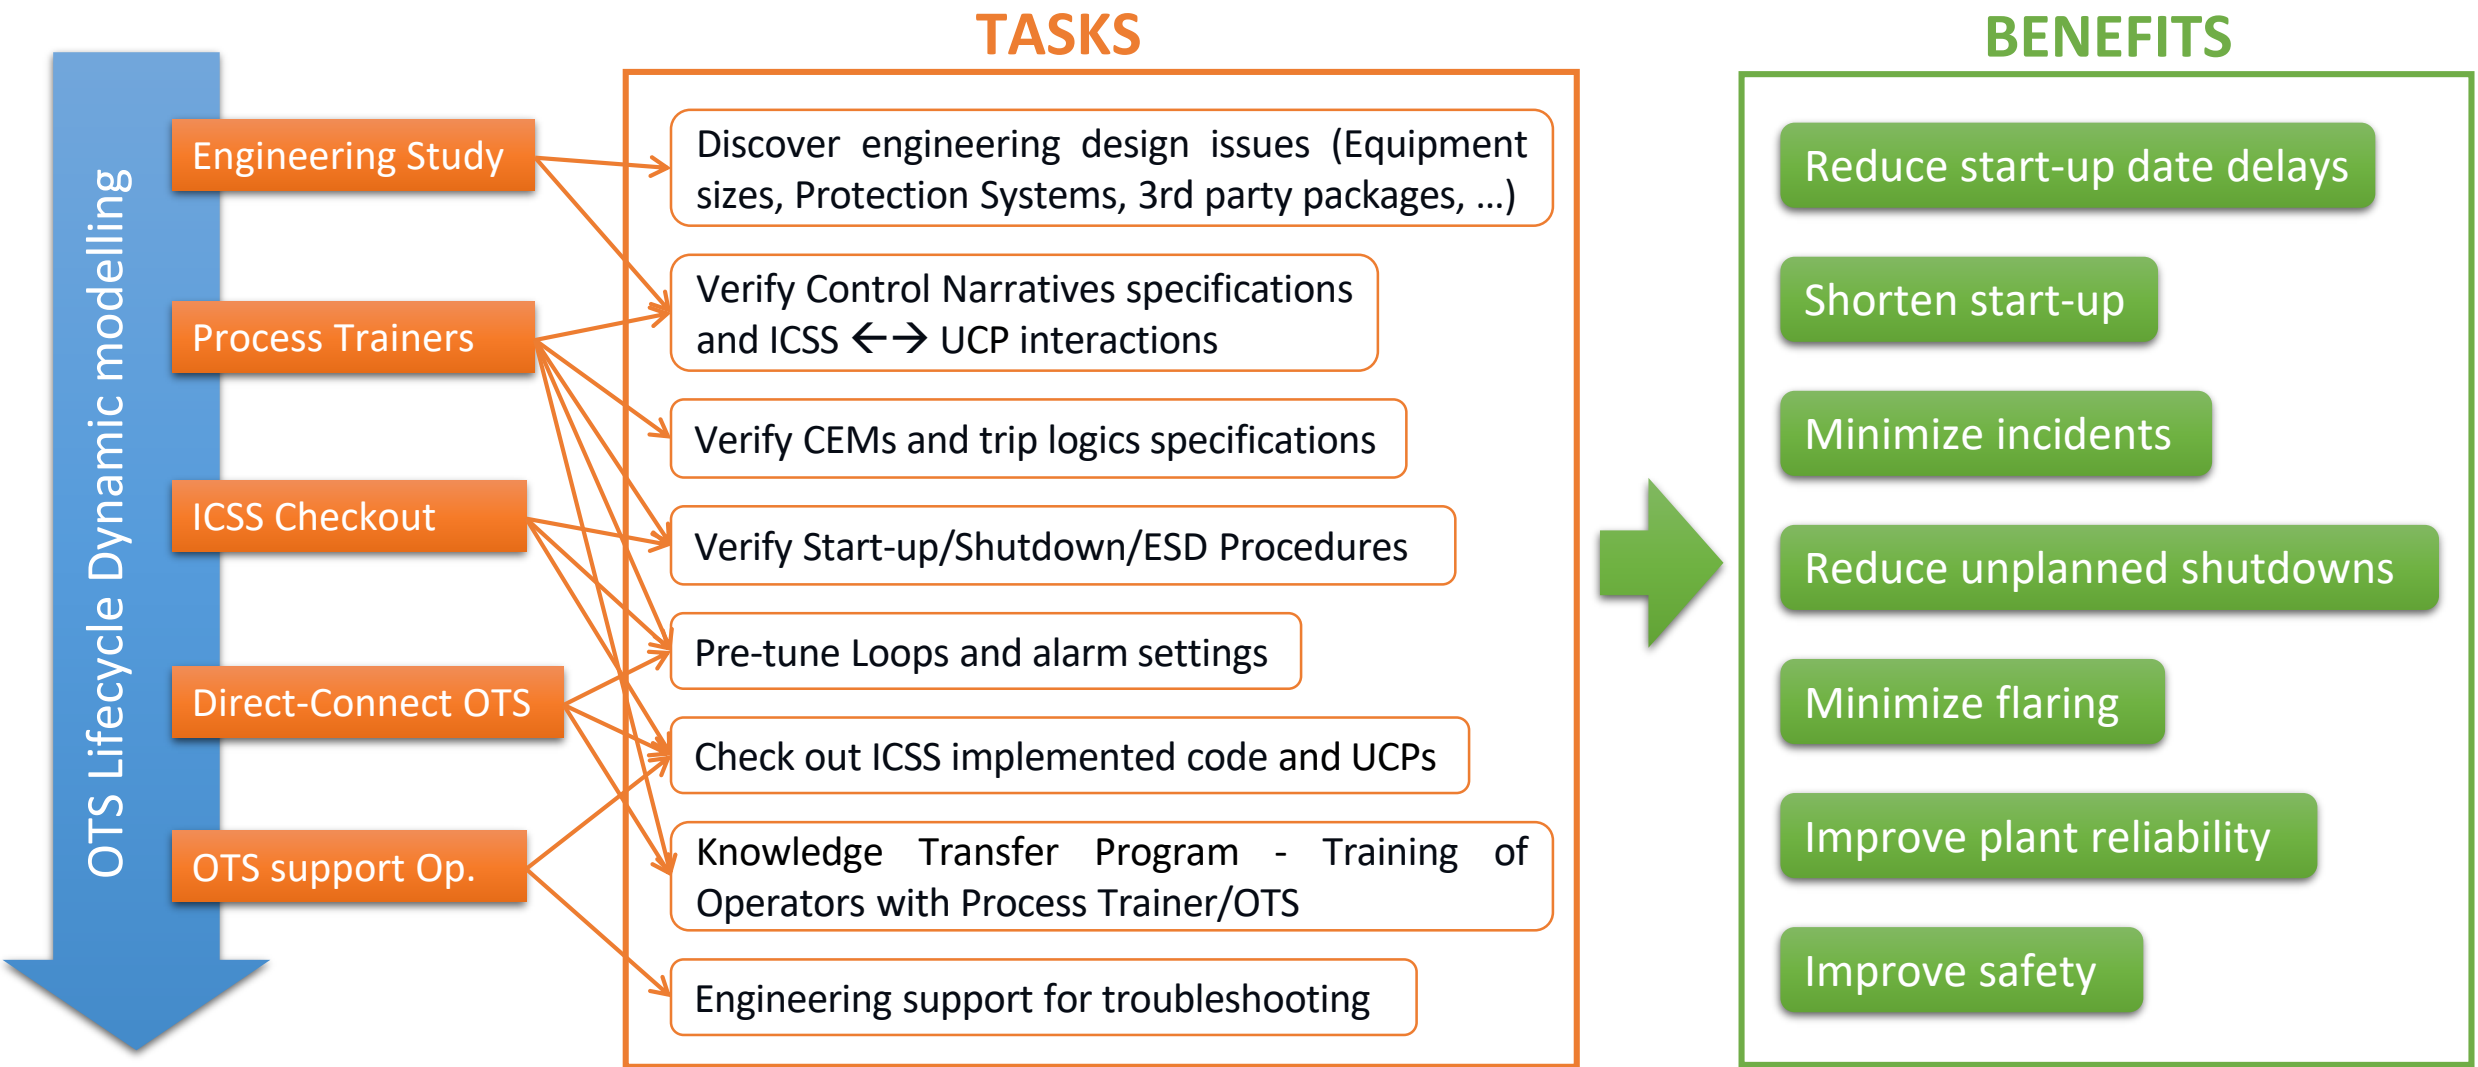 TASKS
BENEFITS
OTS Lifecycle Dynamic modelling
Engineering Study
Process Trainers
ICSS Checkout
Direct-Connect OTS
OTS support Op.
Discover engineering design issues (Equipment
sizes, Protection Systems, 3rd party packages, ...)
Verify Control Narratives specifications
and ICSS ←→ UCP interactions
Verify CEMs and trip logics specifications
Verify Start-up/Shutdown/ESD Procedures
Pre-tune Loops and alarm settings
Check out ICSS implemented code and UCPs
Knowledge Transfer Program - Training of
Operators with Process Trainer/OTS
Engineering support for troubleshooting
Reduce start-up date delays
Shorten start-up
Minimize incidents
Reduce unplanned shutdowns
Minimize flaring
Improve plant reliability
Improve safety